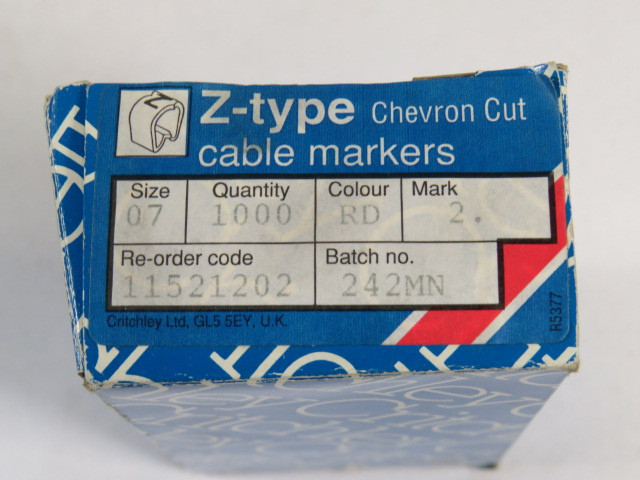 Z-type Chevron Cut
cable markers
Size Quantity Colour Mark
07 1000 RD 2.
Re-order code Batch no.
11521202 242MN
Critchley Ltd, GL5 5EY, U.K.
R5377